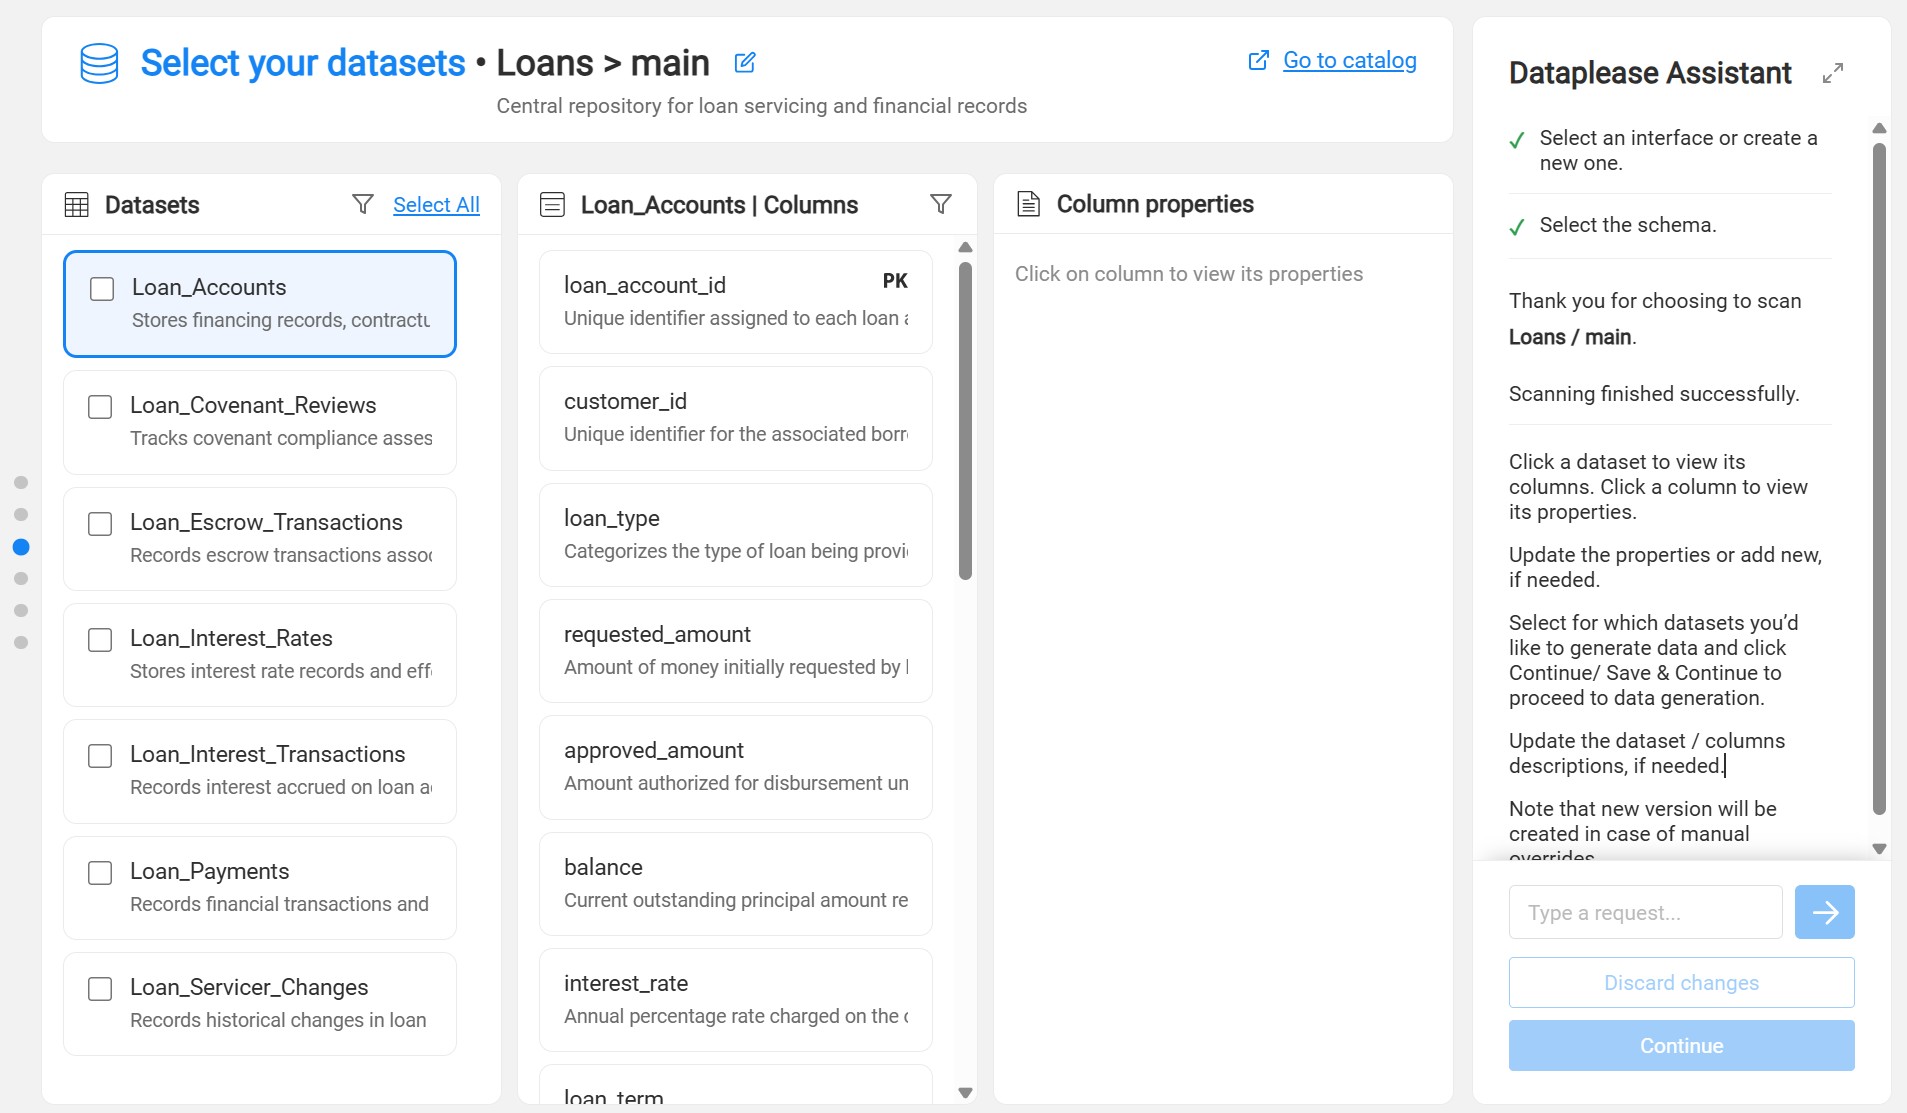 Select your datasets • Loans > main
Go to catalog
Central repository for loan servicing and financial records
Datasets
Select All
Loan_Accounts
Stores financing records, contractu
Loan_Covenant_Reviews
Tracks covenant compliance asses
Loan_Escrow_Transactions
Records escrow transactions assoc
Loan_Interest_Rates
Stores interest rate records and eff
Loan_Interest_Transactions
Records interest accrued on loan a
Loan_Payments
Records financial transactions and
Loan_Servicer_Changes
Records historical changes in loan
Loan_Accounts | Columns
loan_account_id PK
Unique identifier assigned to each loan
customer_id
Unique identifier for the associated borr
loan_type
Categorizes the type of loan being provi
requested_amount
Amount of money initially requested by
approved_amount
Amount authorized for disbursement un
balance
Current outstanding principal amount re
interest_rate
Annual percentage rate charged on the
loan_term
Column properties
Click on column to view its properties
Dataplease Assistant
Select an interface or create a
new one.
Select the schema.
Thank you for choosing to scan
Loans / main.
Scanning finished successfully.
Click a dataset to view its
columns. Click a column to view
its properties.
Update the properties or add new,
if needed.
Select for which datasets you’d
like to generate data and click
Continue/ Save & Continue to
proceed to data generation.
Update the dataset / columns
descriptions, if needed.
Note that new version will be
created in case of manual
overrides
Type a request...
Discard changes
Continue